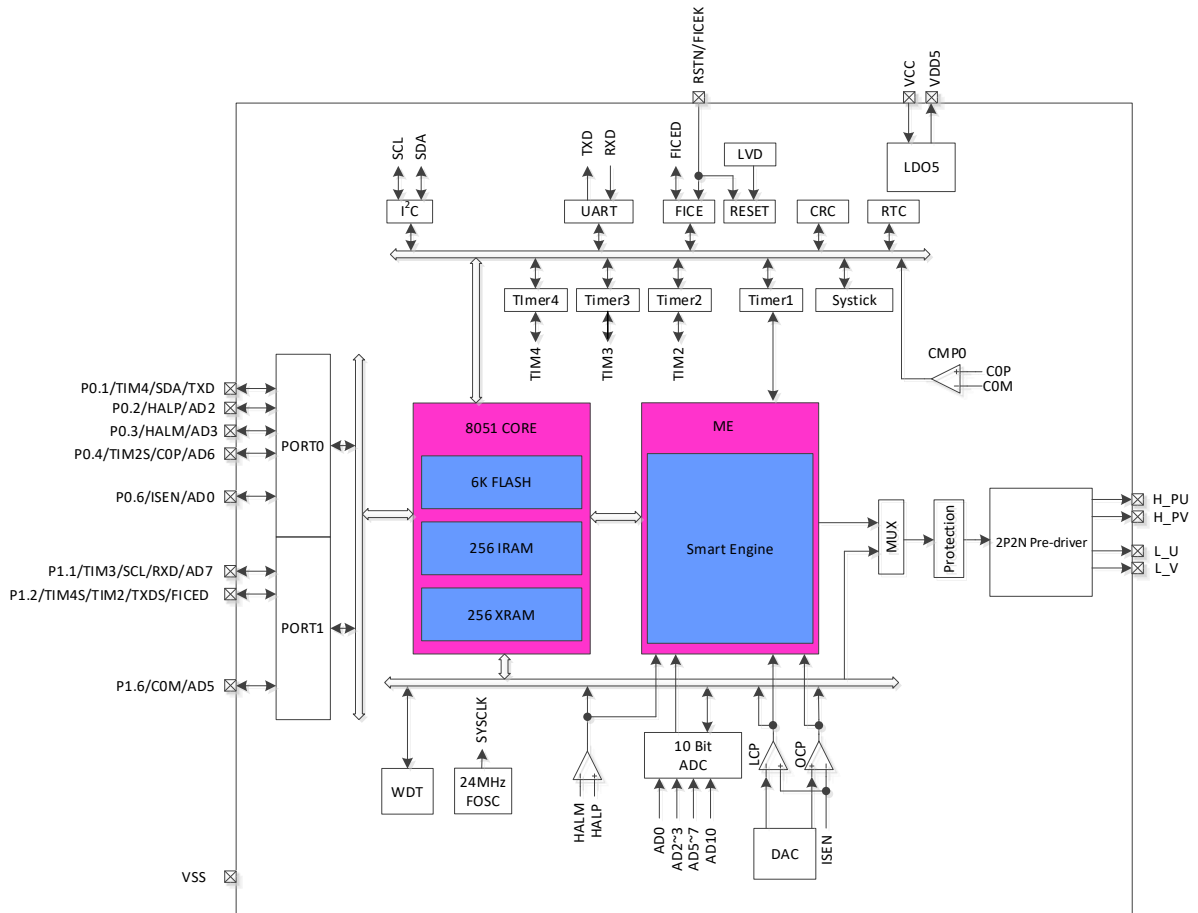 RSTN/FICEK
VCC
VDD5
SCL
SDA
TXD
RXD
FICED
LVD
LDO5
I²C
UART
FICE
RESET
CRC
RTC
TImer4
Timer3
Timer2
Timer1
Systick
TIM4
TIM3
TIM2
CMP0
C0P
C0M
P0.1/TIM4/SDA/TXD
P0.2/HALP/AD2
P0.3/HALM/AD3
P0.4/TIM2S/C0P/AD6
P0.6/ISEN/AD0
P1.1/TIM3/SCL/RXD/AD7
P1.2/TIM4S/TIM2/TXDS/FICED
P1.6/C0M/AD5
PORT0
PORT1
8051 CORE
6K FLASH
256 IRAM
256 XRAM
ME
Smart Engine
MUX
Protection
2P2N Pre-driver
H_PU
H_PV
L_U
L_V
WDT
SYSCLK
24MHz
FOSC
HALM
HALP
10 Bit
ADC
AD0
AD2~3
AD5~7
AD10
LCP
+
-
OCP
-
+
DAC
ISEN
VSS